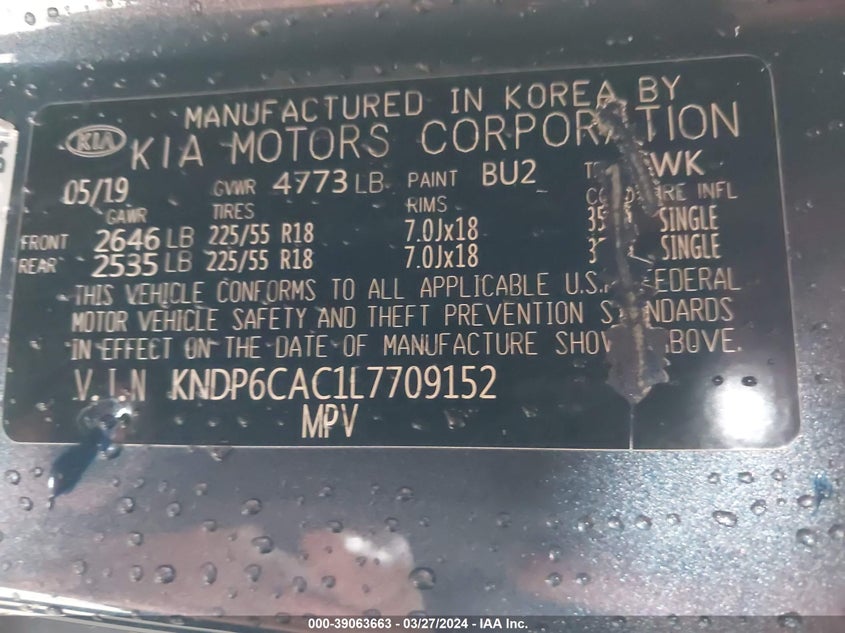 MANUFACTURED IN KOREA BY
KIA KIA MOTORS CORPORATION
05/19 GVWR 4773 LB PAINT BU2 WK
GAWR TIRES RIMS INFL
FRONT 2646 LB 225/55 R18 7.0Jx18 SINGLE
REAR 2535 LB 225/55 R18 7.0Jx18 SINGLE
THIS VEHICLE CONFORMS TO ALL APPLICABLE U.S.A FEDERAL
MOTOR VEHICLE SAFETY AND THEFT PREVENTION STANDARDS
IN EFFECT ON THE DATE OF MANUFACTURE SHOWN ABOVE.
V.I.N KNDP6CAC1L7709152
MPV
000-39063663 - 03/27/2024 - IAA Inc.